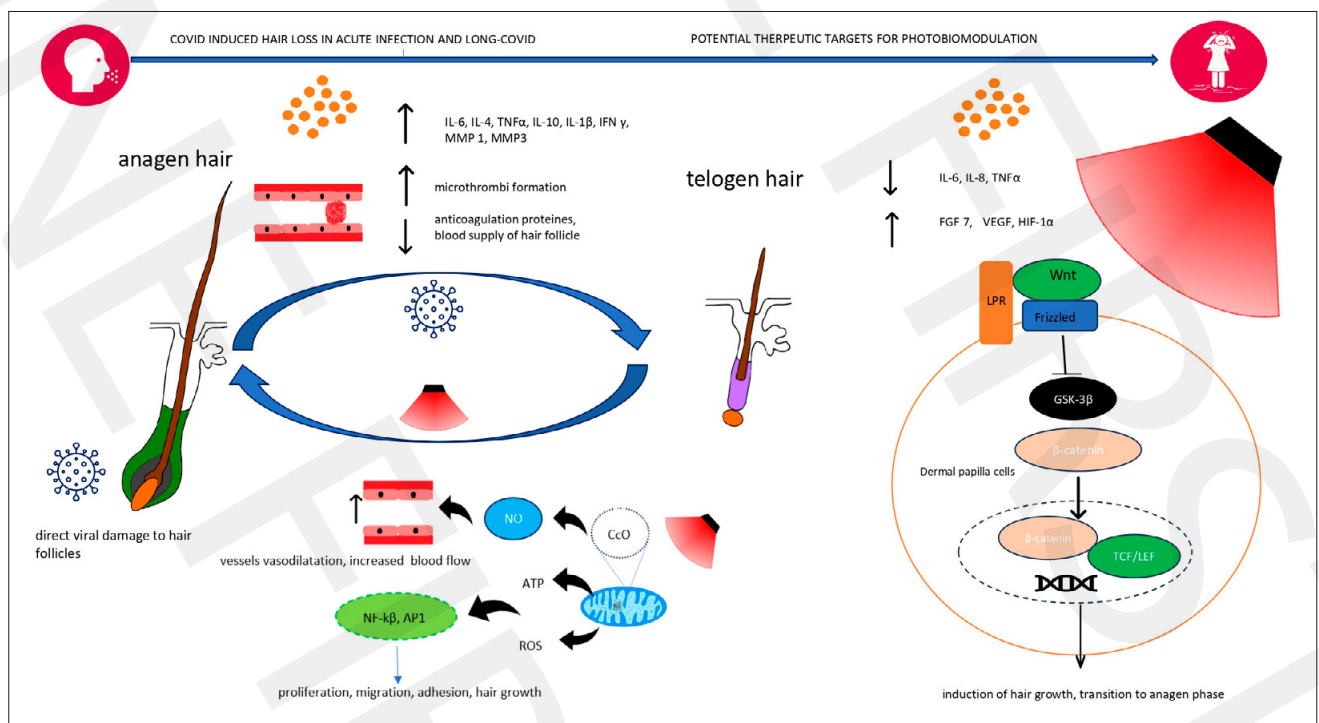 COVID INDUCED HAIR LOSS IN ACUTE INFECTION AND LONG-COVID
POTENTIAL THERPEUTIC TARGETS FOR PHOTOBIOMODULATION
IL-6, IL-4, TNFα, IL-10, IL-1β, IFN γ,
MMP 1, MMP3
anagen hair
microthrombi formation
anticoagulation proteines,
blood supply of hair follicle
telogen hair
IL-6, IL-8, TNFα
FGF 7, VEGF, HIF-1α
LPR
Wnt
Frizzled
GSK-3β
β-catenin
Dermal papilla cells
β-catenin
TCF/LEF
induction of hair growth, transition to anagen phase
direct viral damage to hair
follicles
NO
CcO
vessels vasodilatation, increased blood flow
ATP
NF-kβ, AP1
ROS
proliferation, migration, adhesion, hair growth